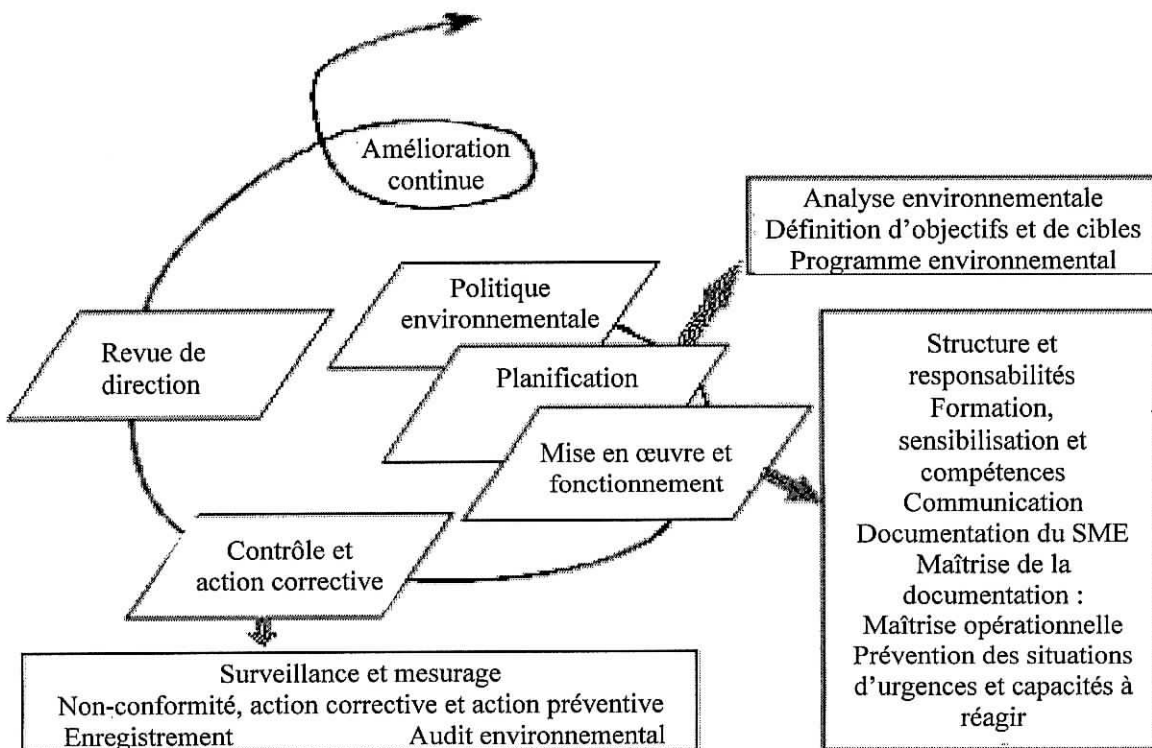 Amélioration
continue
Analyse environnementale
Définition d'objectifs et de cibles
Programme environnemental
Politique
environnementale
Revue de
direction
Planification
Mise en œuvre et
fonctionnement
Structure et
responsabilités
Formation,
sensibilisation et
compétences
Communication
Documentation du SME
Maîtrise de la
documentation :
Maîtrise opérationnelle
Prévention des situations
d'urgences et capacités à
réagir
Contrôle et
action corrective
Surveillance et mesurage
Non-conformité, action corrective et action préventive
Enregistrement Audit environnemental